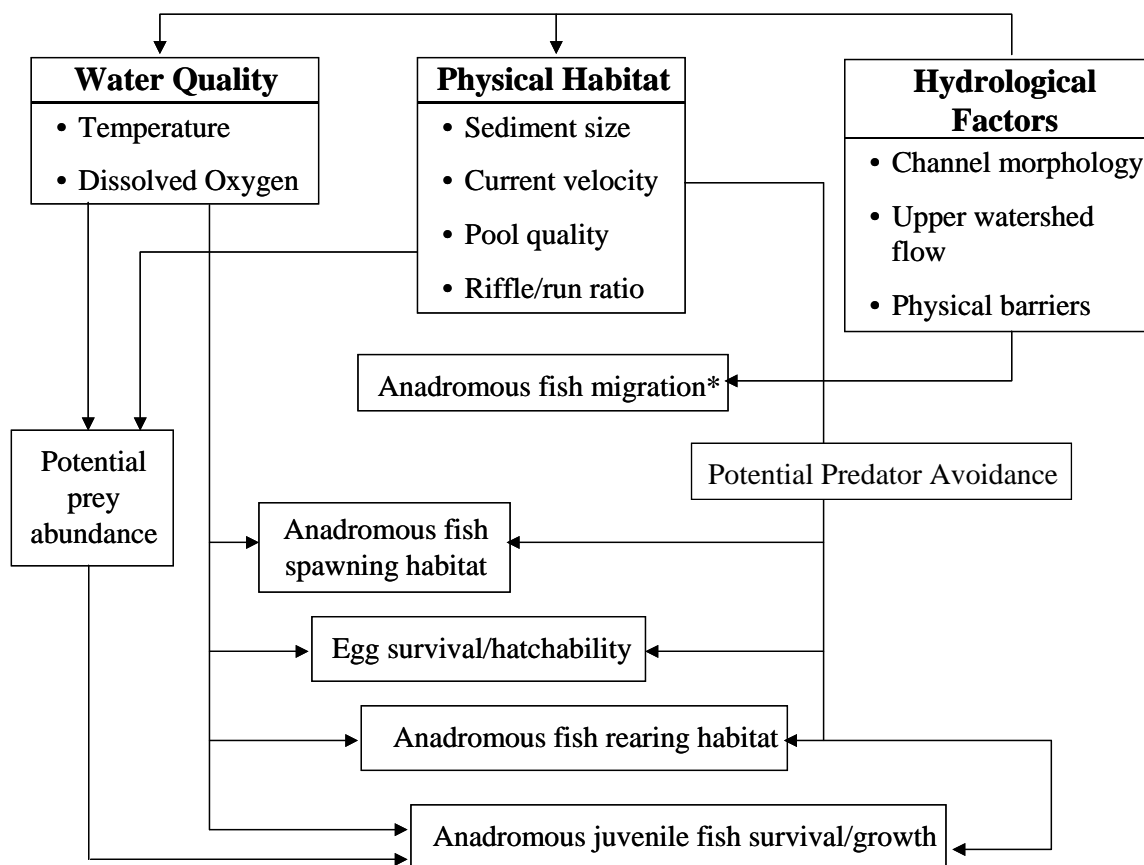 Water Quality
• Temperature
• Dissolved Oxygen
Physical Habitat
• Sediment size
• Current velocity
• Pool quality
• Riffle/run ratio
Hydrological
Factors
• Channel morphology
• Upper watershed
flow
• Physical barriers
Anadromous fish migration*
Potential
prey
abundance
Potential Predator Avoidance
Anadromous fish
spawning habitat
Egg survival/hatchability
Anadromous fish rearing habitat
Anadromous juvenile fish survival/growth